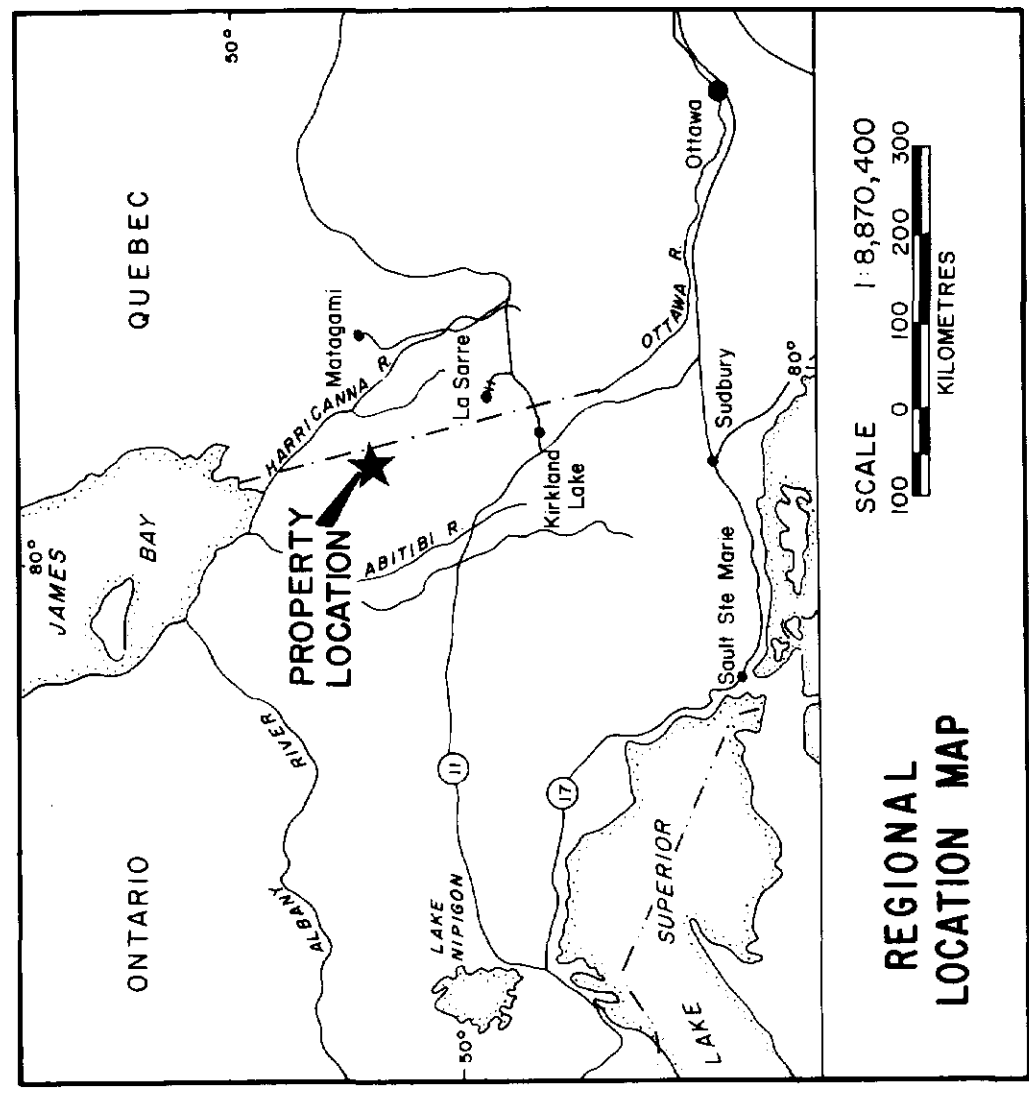 80°
JAMES
BAY
ONTARIO
QUEBEC
50°
ALBANY RIVER
HARRICANNA R.
Matagami
PROPERTY
LOCATION
ABITIBI R.
La Sarre
LAKE
NIPIGON
50°
11
17
Kirkland
Lake
OTTAWA R.
Ottawa
Sudbury
Sault Ste Marie
80°
LAKE SUPERIOR
REGIONAL
LOCATION MAP
SCALE 1:8,870,400
100 0 100 200 300
KILOMETRES